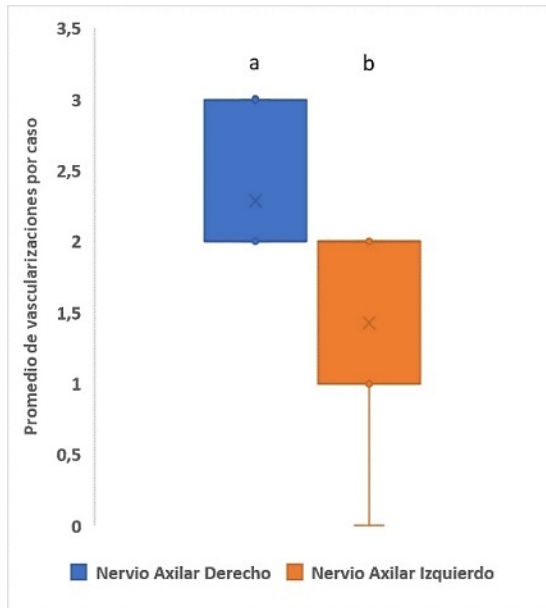 3,5
a
b
3
2,5
2
1,5
1
0,5
0
Promedio de vascularizaciones por caso
Nervio Axilar Derecho
Nervio Axilar Izquierdo